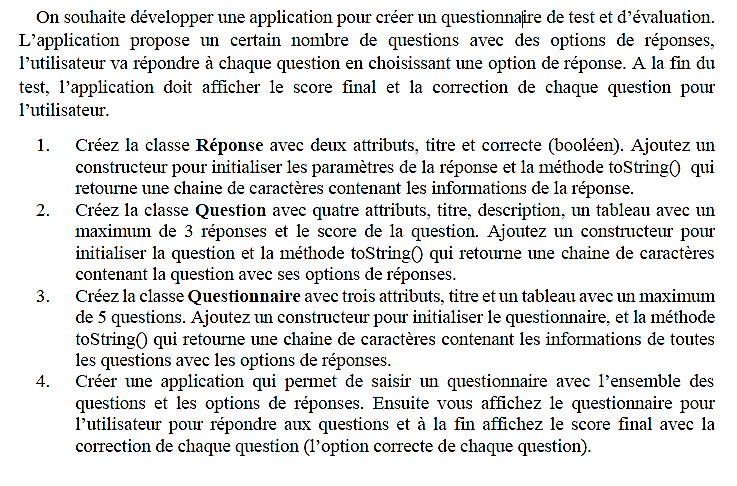 On souhaite développer une application pour créer un questionnaire de test et d’évaluation.
L’application propose un certain nombre de questions avec des options de réponses,
l’utilisateur va répondre à chaque question en choisissant une option de réponse. A la fin du
test, l’application doit afficher le score final et la correction de chaque question pour
l’utilisateur.
1. Créez la classe Réponse avec deux attributs, titre et correcte (booléen). Ajoutez un
constructeur pour initialiser les paramètres de la réponse et la méthode toString() qui
retourne une chaine de caractères contenant les informations de la réponse.
2. Créez la classe Question avec quatre attributs, titre, description, un tableau avec un
maximum de 3 réponses et le score de la question. Ajoutez un constructeur pour
initialiser la question et la méthode toString() qui retourne une chaine de caractères
contenant la question avec ses options de réponses.
3. Créez la classe Questionnaire avec trois attributs, titre et un tableau avec un maximum
de 5 questions. Ajoutez un constructeur pour initialiser le questionnaire, et la méthode
toString() qui retourne une chaine de caractères contenant les informations de toutes
les questions avec les options de réponses.
4. Créer une application qui permet de saisir un questionnaire avec l’ensemble des
questions et les options de réponses. Ensuite vous affichez le questionnaire pour
l’utilisateur pour répondre aux questions et à la fin affichez le score final avec la
correction de chaque question (l’option correcte de chaque question).